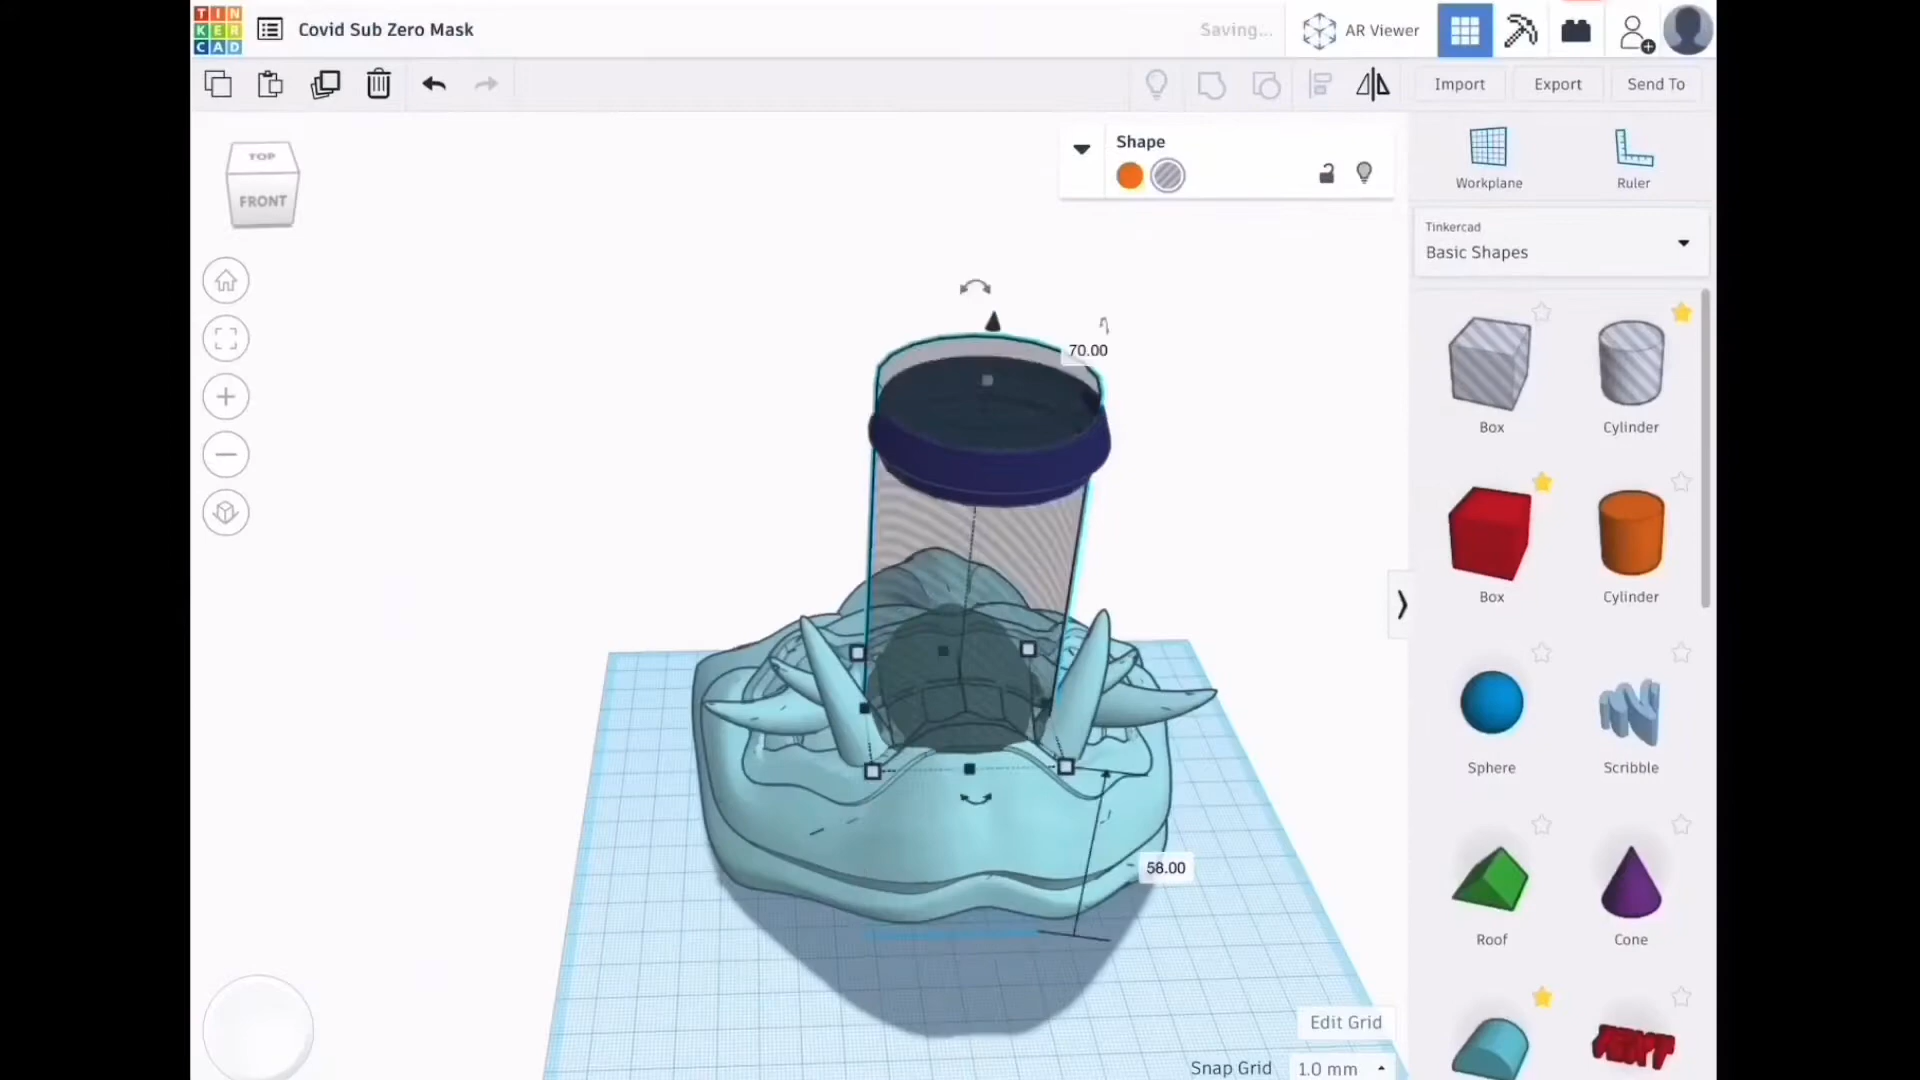 TIN
KER
CAD
Covid Sub Zero Mask
Saving...
AR Viewer
Import
Export
Send To
TOP
FRONT
Shape
Workplane
Ruler
Tinkercad
Basic Shapes
70.00
Box
Cylinder
Box
Cylinder
Sphere
Scribble
58.00
Roof
Cone
Edit Grid
TEXT
Snap Grid
1.0 mm